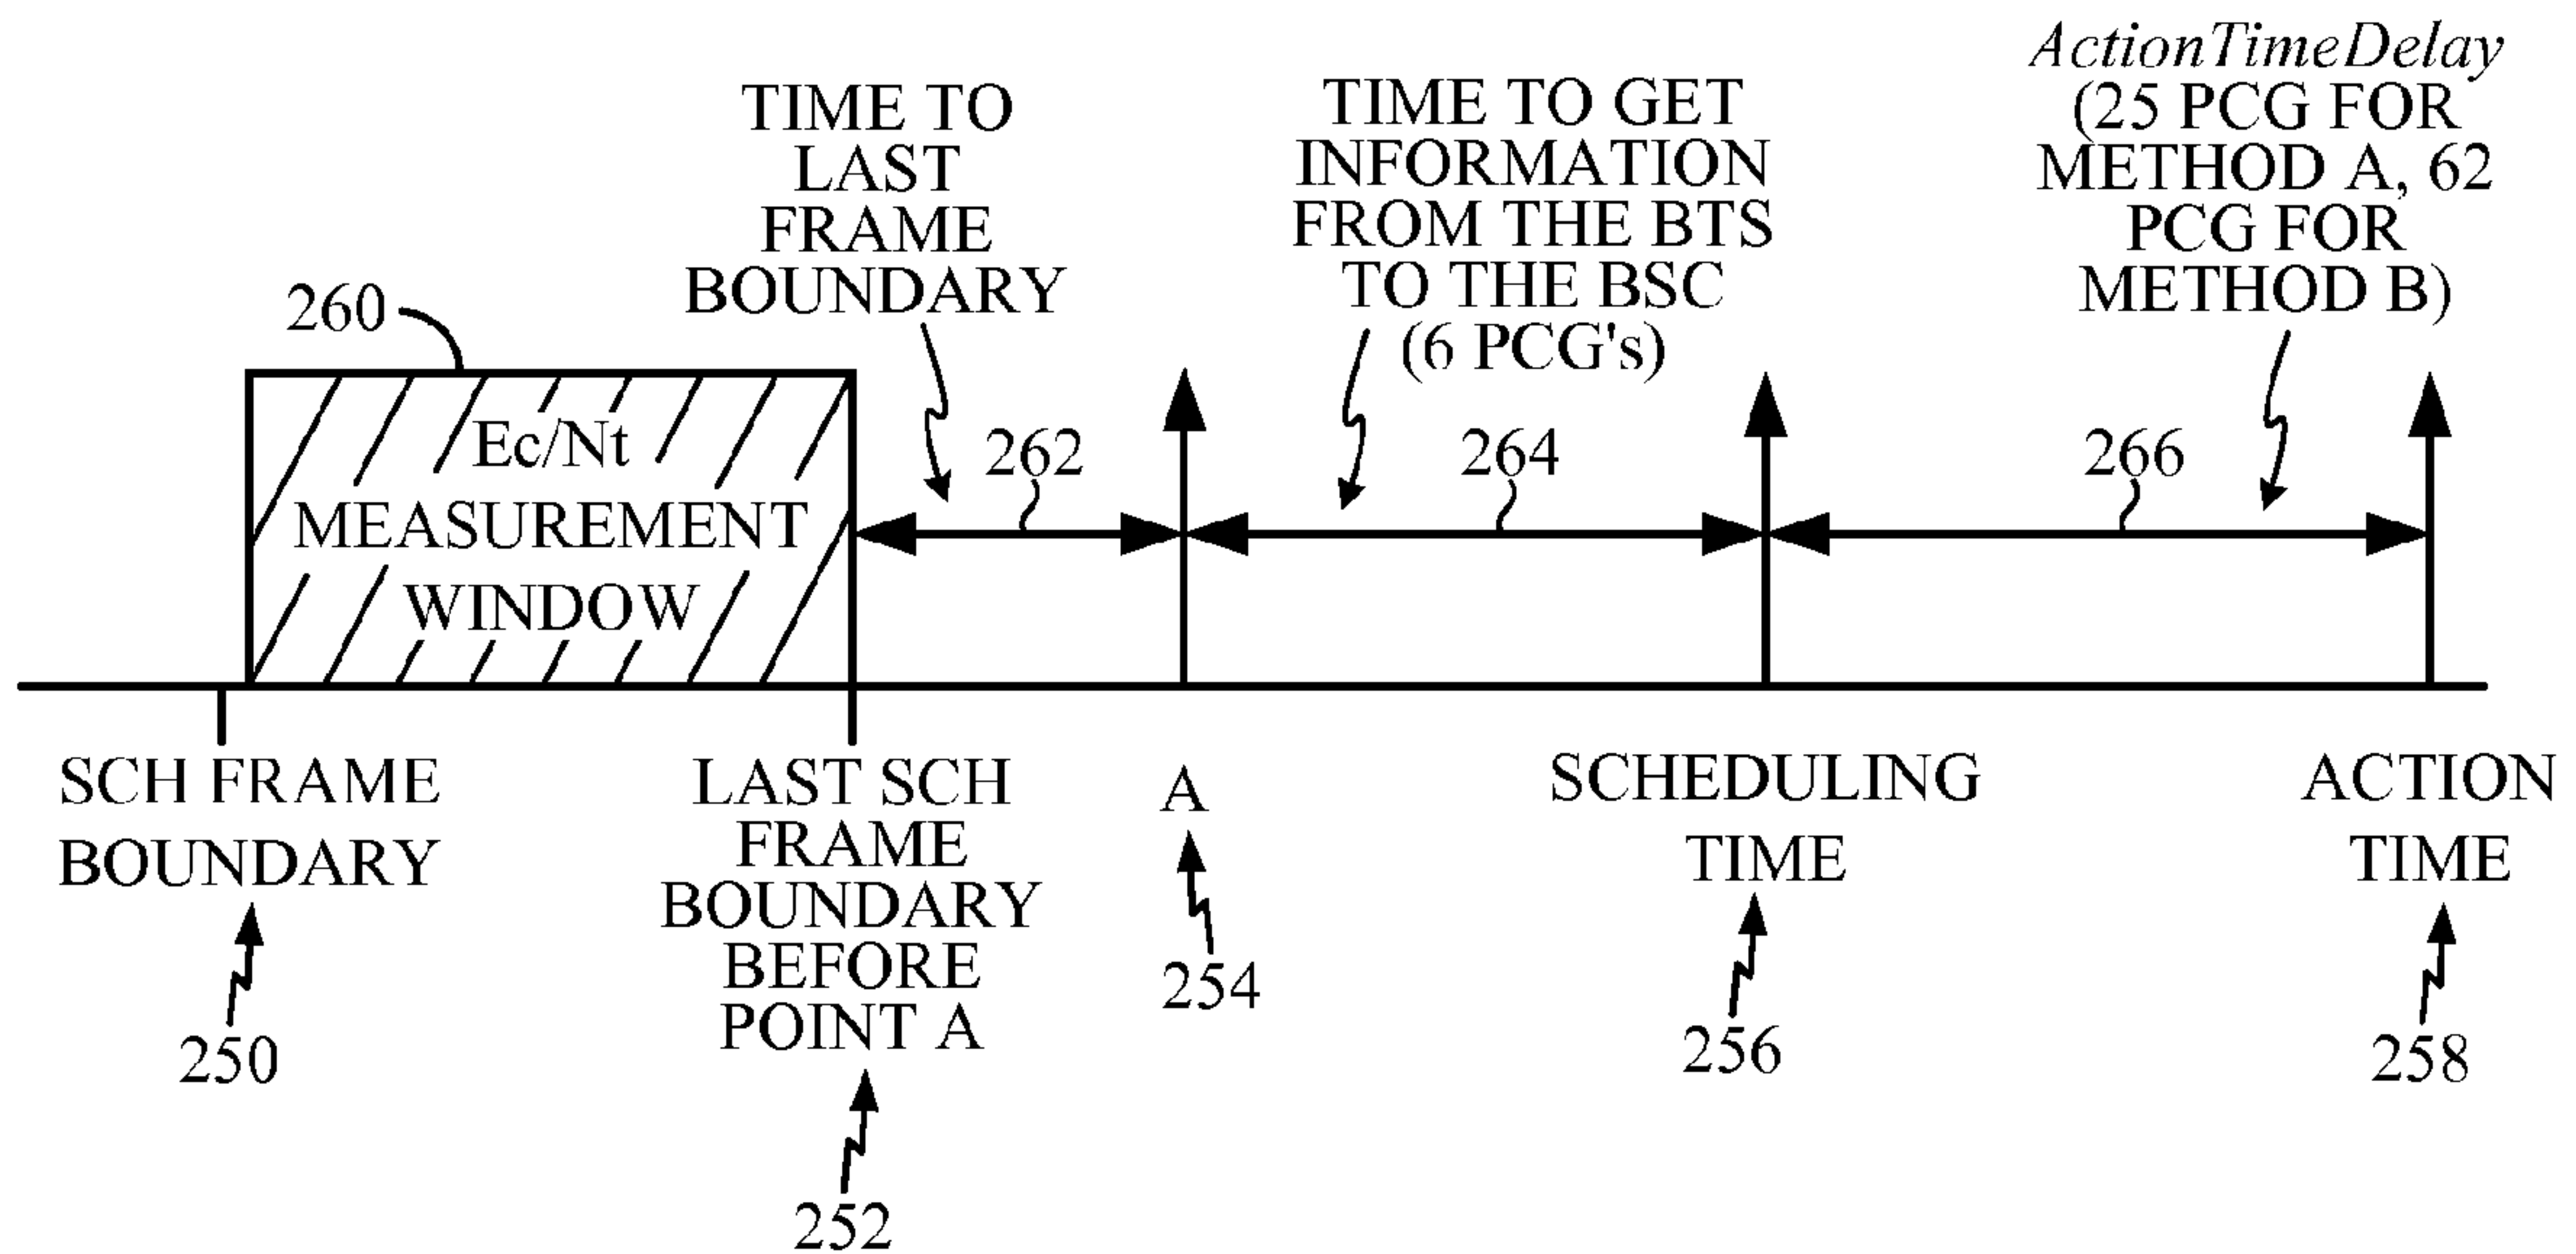 ActionTimeDelay
(25 PCG FOR
METHOD A, 62
PCG FOR
METHOD B)
TIME TO GET
INFORMATION
FROM THE BTS
TO THE BSC
(6 PCG's)
TIME TO
LAST
FRAME
BOUNDARY
260
262
264
266
Ec/Nt
MEASUREMENT
WINDOW
SCH FRAME
BOUNDARY
250
LAST SCH
FRAME
BOUNDARY
BEFORE
POINT A
252
A
254
SCHEDULING
TIME
256
ACTION
TIME
258